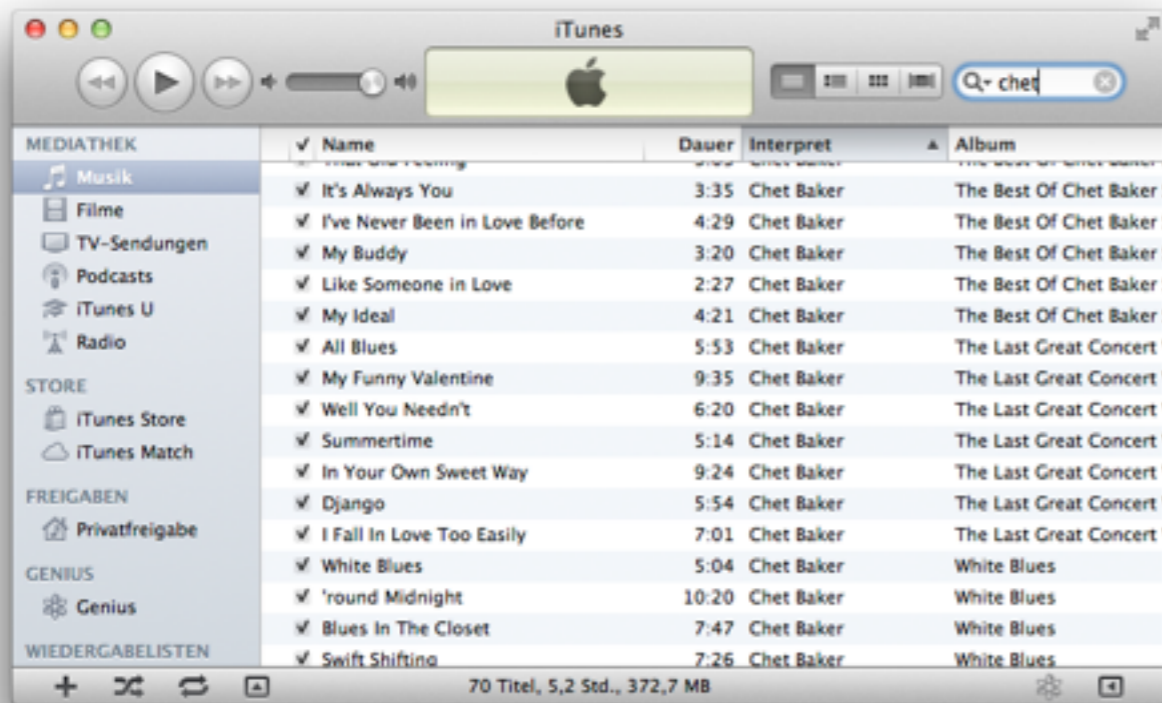 iTunes
chet
MEDIATHEK
Musik
Filme
TV-Sendungen
Podcasts
iTunes U
Radio
STORE
iTunes Store
iTunes Match
FREIGABEN
Privatfreigabe
GENIUS
Genius
WIEDERGABELISTEN
Name Dauer Interpret Album
That Old Feeling Chet Baker The Best Of Chet Baker
It's Always You 3:35 Chet Baker The Best Of Chet Baker
I've Never Been in Love Before 4:29 Chet Baker The Best Of Chet Baker
My Buddy 3:20 Chet Baker The Best Of Chet Baker
Like Someone in Love 2:27 Chet Baker The Best Of Chet Baker
My Ideal 4:21 Chet Baker The Best Of Chet Baker
All Blues 5:53 Chet Baker The Last Great Concert
My Funny Valentine 9:35 Chet Baker The Last Great Concert
Well You Needn't 6:20 Chet Baker The Last Great Concert
Summertime 5:14 Chet Baker The Last Great Concert
In Your Own Sweet Way 9:24 Chet Baker The Last Great Concert
Django 5:54 Chet Baker The Last Great Concert
I Fall In Love Too Easily 7:01 Chet Baker The Last Great Concert
White Blues 5:04 Chet Baker White Blues
'round Midnight 10:20 Chet Baker White Blues
Blues In The Closet 7:47 Chet Baker White Blues
Swift Shifting 7:26 Chet Baker White Blues
70 Titel, 5,2 Std., 372,7 MB